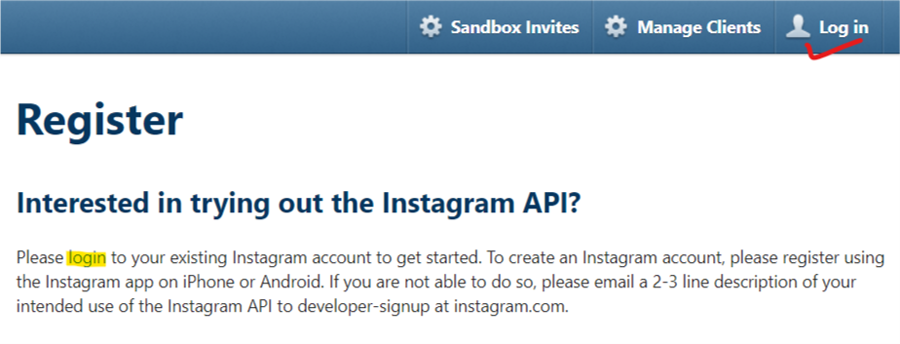 Sandbox Invites Manage Clients Log in
Register
Interested in trying out the Instagram API?
Please login to your existing Instagram account to get started. To create an Instagram account, please register using
the Instagram app on iPhone or Android. If you are not able to do so, please email a 2-3 line description of your
intended use of the Instagram API to developer-signup at instagram.com.